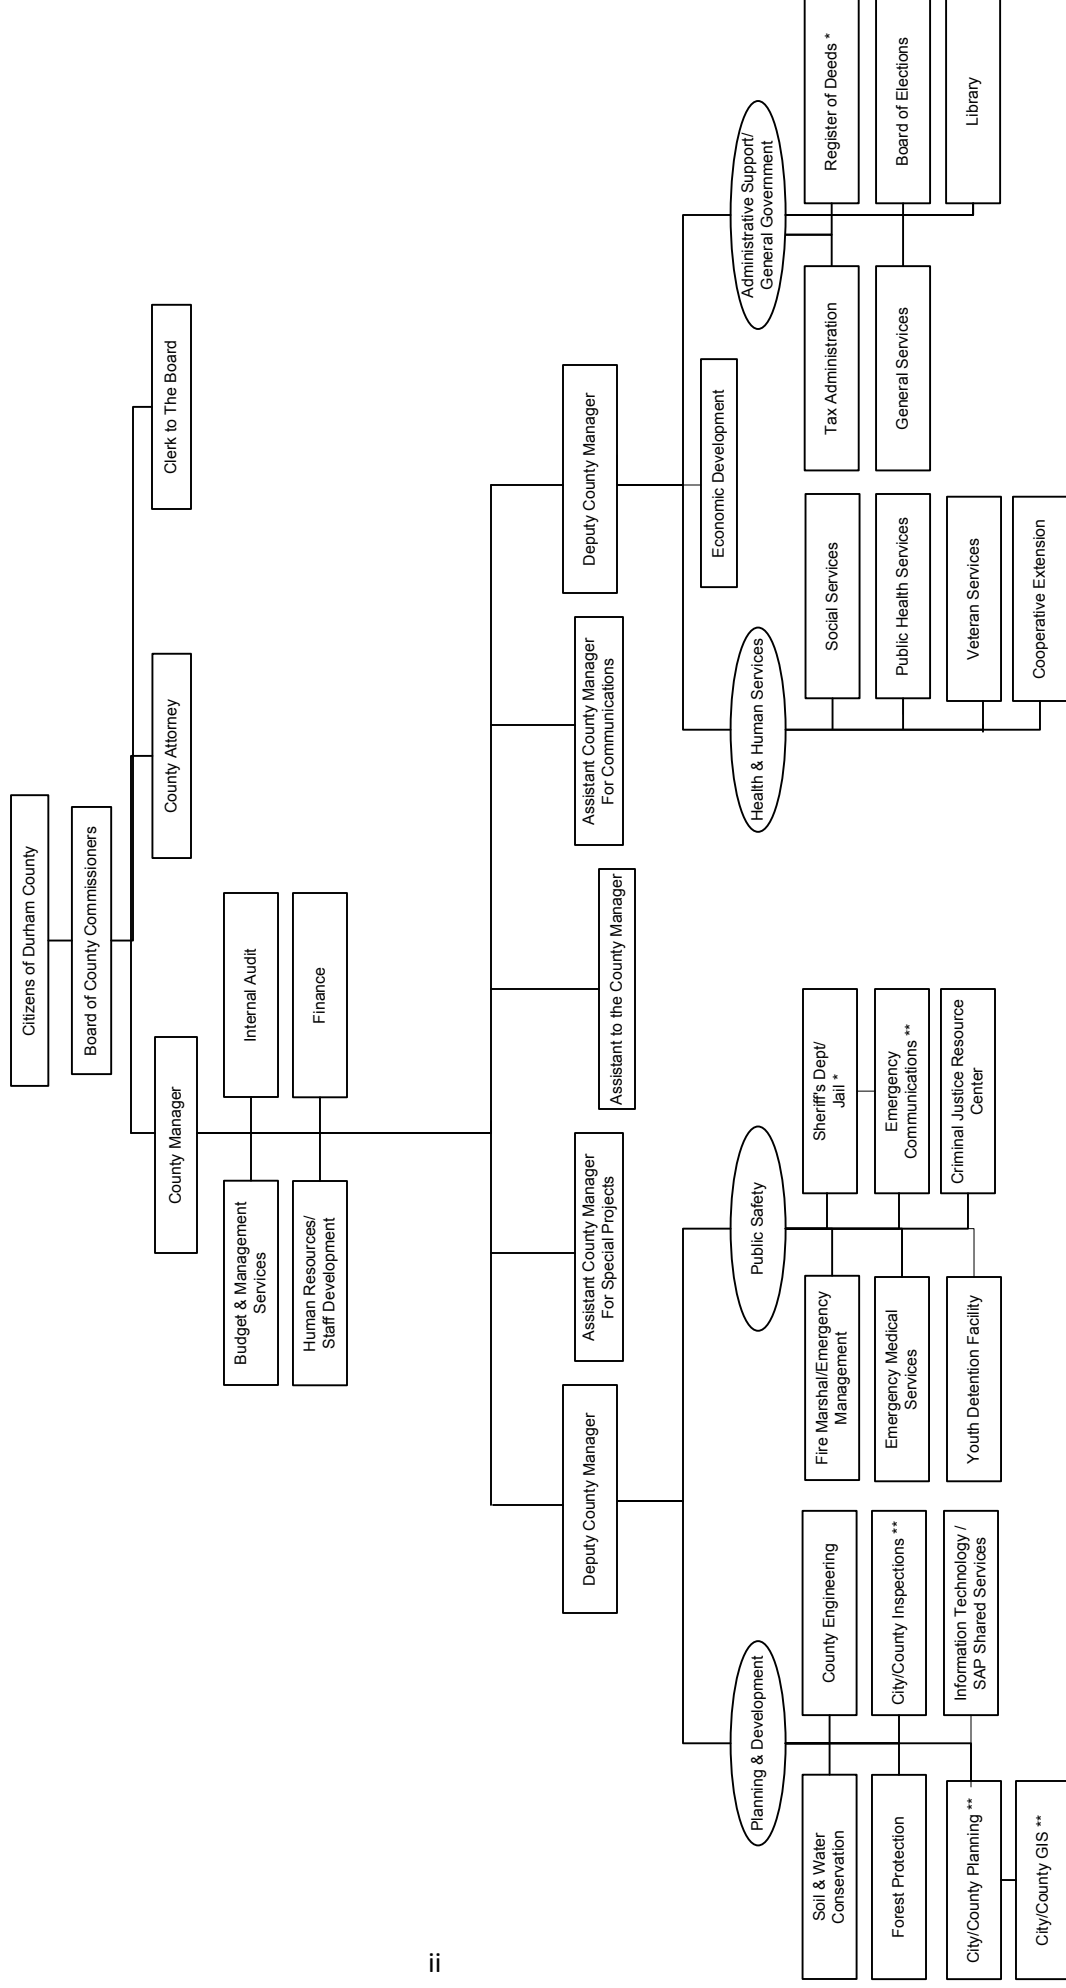 Citizens of Durham County
Board of County Commissioners
County Manager
County Attorney
Clerk to The Board
Budget & Management
Services
Internal Audit
Human Resources/
Staff Development
Finance
Deputy County Manager
Assistant County Manager
For Special Projects
Assistant to the County Manager
Assistant County Manager
For Communications
Deputy County Manager
Economic Development
Planning & Development
Public Safety
Health & Human Services
Administrative Support/
General Government
Soil & Water
Conservation
County Engineering
Forest Protection
City/County Inspections **
City/County Planning **
Information Technology /
SAP Shared Services
City/County GIS **
Fire Marshal/Emergency
Management
Sheriff's Dept/
Jail *
Emergency Medical
Services
Emergency
Communications **
Youth Detention Facility
Criminal Justice Resource
Center
Social Services
Public Health Services
Veteran Services
Cooperative Extension
Tax Administration
Register of Deeds *
General Services
Board of Elections
Library
ii